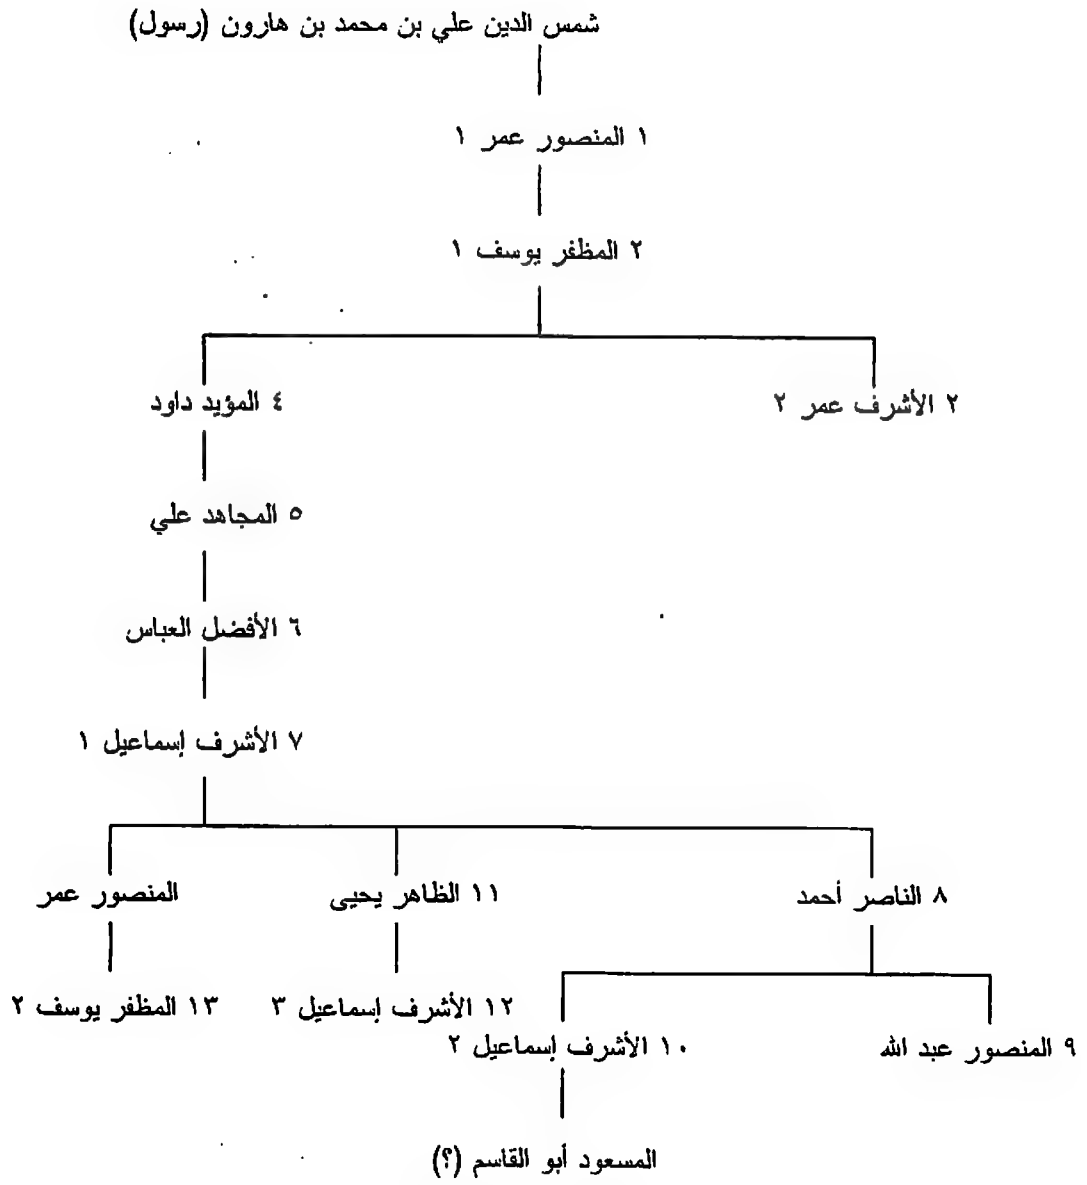 شمس الدين علي بن محمد بن هارون (رسول)
١ المنصور عمر ١
٢ المظفر يوسف ١
٢ الأشرف عمر ٢
٤ المؤيد داود
٥ المجاهد علي
٦ الأفضل العباس
٧ الأشرف إسماعيل ١
٨ الناصر أحمد
١١ الظاهر يحيى
المنصور عمر
١٢ الأشرف إسماعيل ٣
١٣ المظفر يوسف ٢
٩ المنصور عبد الله
١٠ الأشرف إسماعيل ٢
المسعود أبو القاسم (؟)